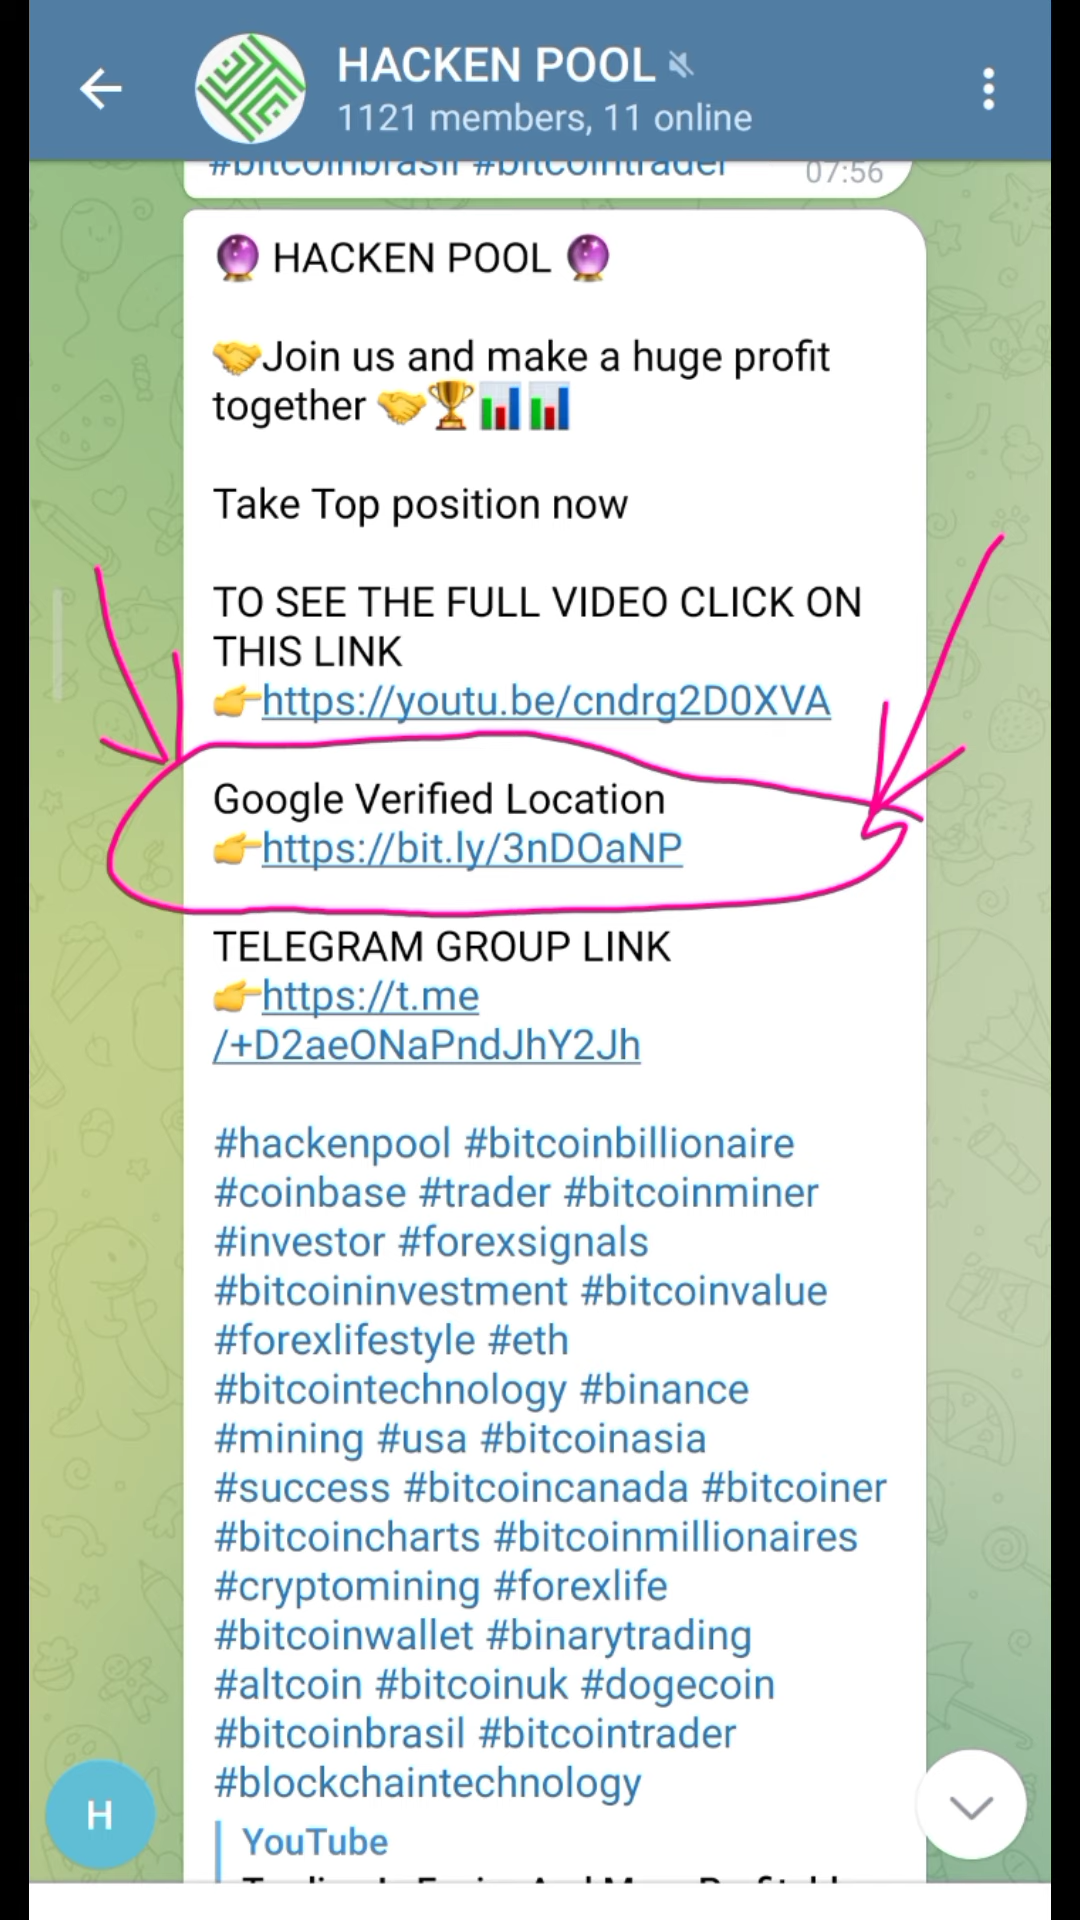 HACKEN POOL
1121 members, 11 online
#bitcoinbrasil #bitcointrader
07:56
🔮 HACKEN POOL 🔮
🤝Join us and make a huge profit
together 🤝🏆📊📊
Take Top position now
TO SEE THE FULL VIDEO CLICK ON
THIS LINK
👉https://youtu.be/cndrg2D0XVA
Google Verified Location
👉https://bit.ly/3nDOaNP
TELEGRAM GROUP LINK
👉https://t.me
/+D2aeONaPndJhY2Jh
#hackenpool #bitcoinbillionaire
#coinbase #trader #bitcoinminer
#investor #forexsignals
#bitcoininvestment #bitcoinvalue
#forexlifestyle #eth
#bitcointechnology #binance
#mining #usa #bitcoinasia
#success #bitcoincanada #bitcoiner
#bitcoincharts #bitcoinmillionaires
#cryptomining #forexlife
#bitcoinwallet #binarytrading
#altcoin #bitcoinuk #dogecoin
#bitcoinbrasil #bitcointrader
#blockchaintechnology
H
YouTube